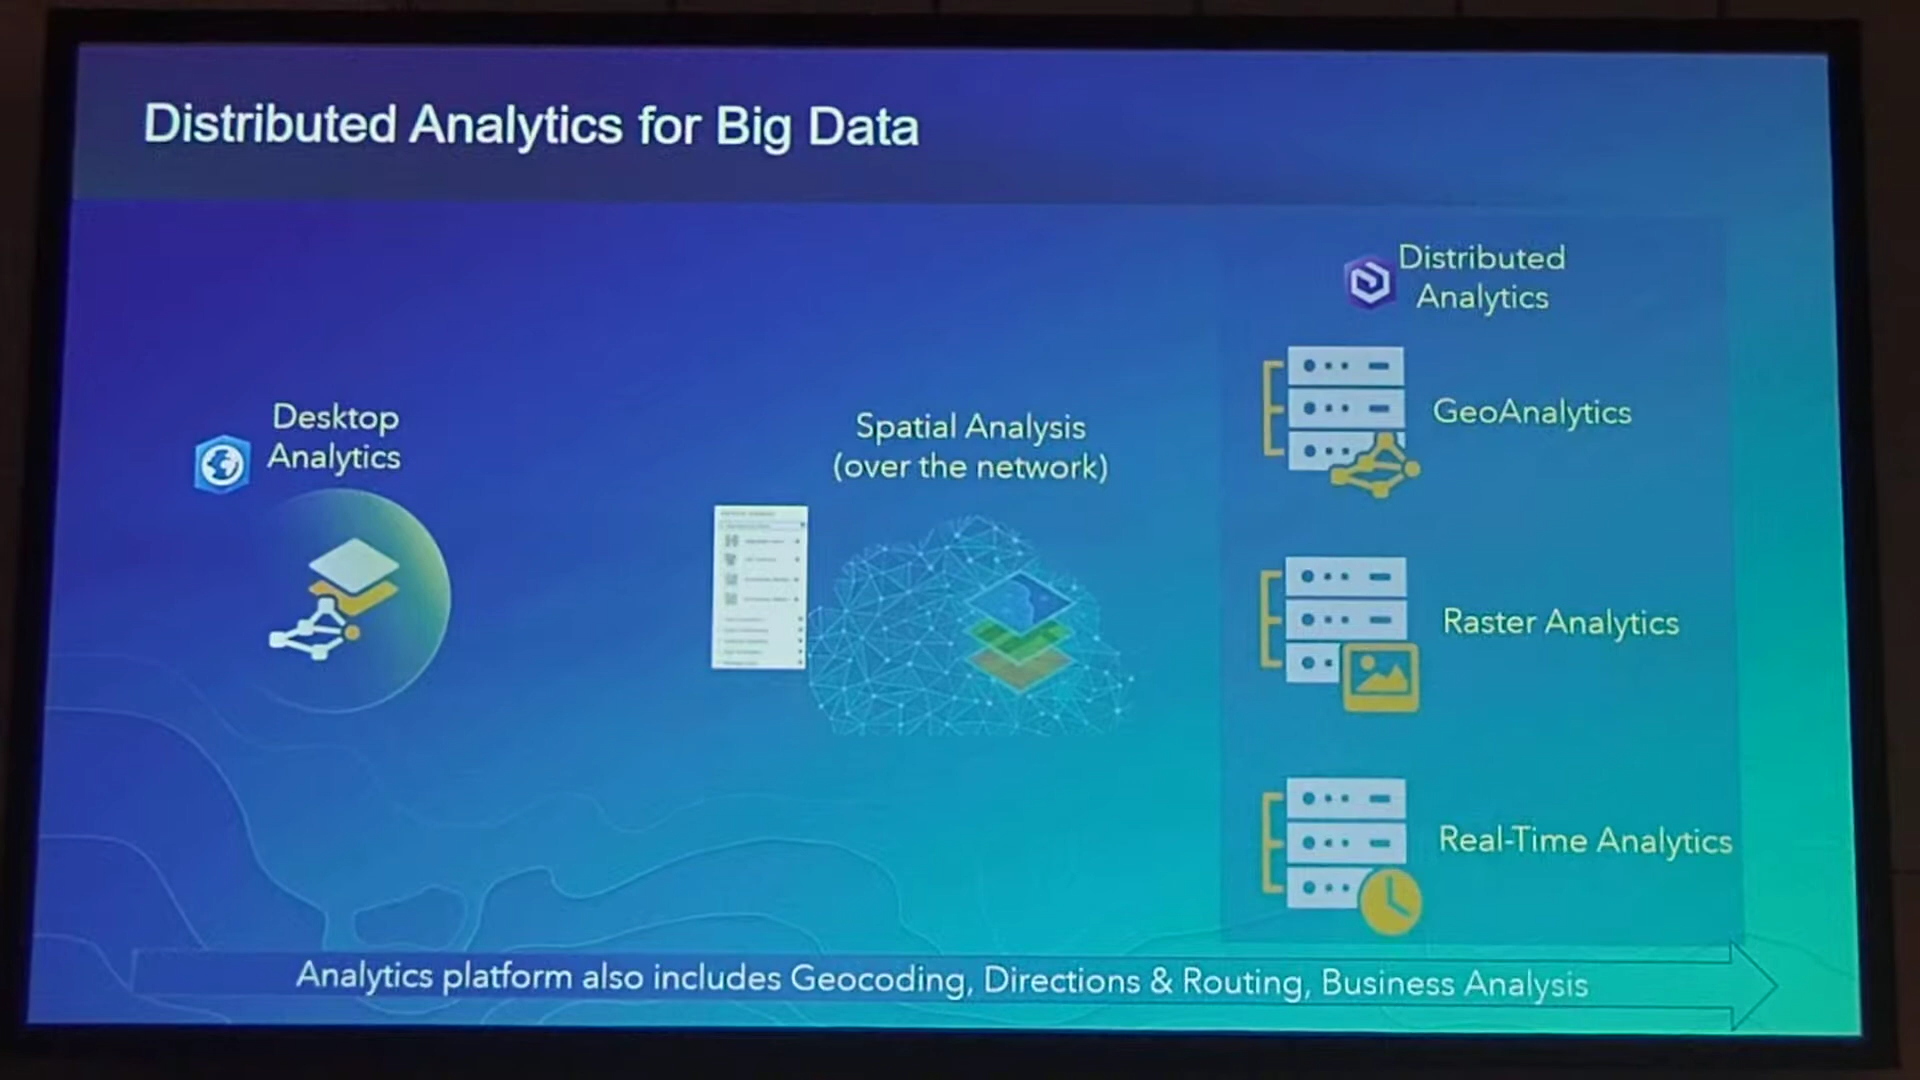 Distributed Analytics for Big Data
Desktop
Analytics
Spatial Analysis
(over the network)
Distributed
Analytics
GeoAnalytics
Raster Analytics
Real-Time Analytics
Analytics platform also includes Geocoding, Directions & Routing, Business Analysis